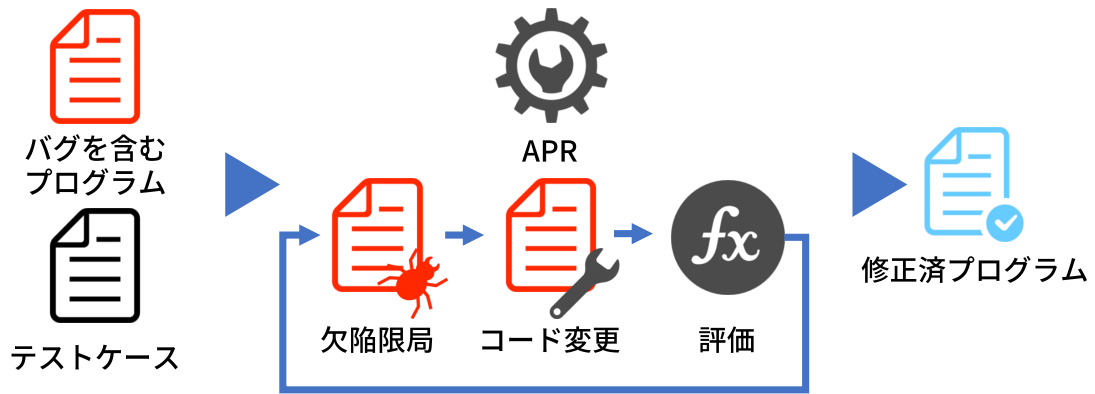 バグを含む
プログラム
テストケース
APR
欠陥限局
コード変更
fx
評価
修正済プログラム